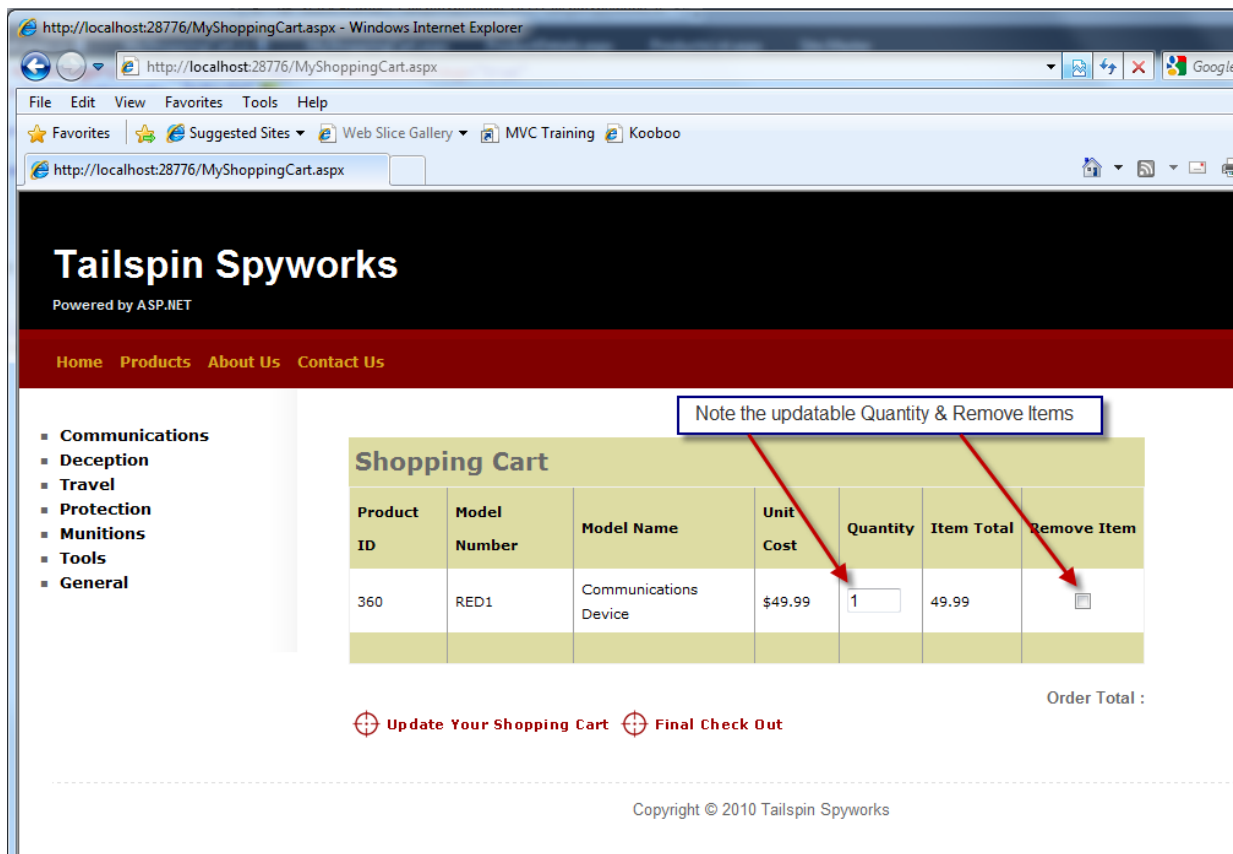 http://localhost:28776/MyShoppingCart.aspx - Windows Internet Explorer
http://localhost:28776/MyShoppingCart.aspx
Google
File Edit View Favorites Tools Help
Favorites Suggested Sites Web Slice Gallery MVC Training Kooboo
http://localhost:28776/MyShoppingCart.aspx
Tailspin Spyworks
Powered by ASP.NET
Home Products About Us Contact Us
Note the updatable Quantity & Remove Items
Communications
Deception
Travel
Protection
Munitions
Tools
General
Shopping Cart
Product ID Model Number Model Name Unit Cost Quantity Item Total Remove Item
360 RED1 Communications Device $49.99 1 49.99
Order Total :
Update Your Shopping Cart Final Check Out
Copyright © 2010 Tailspin Spyworks